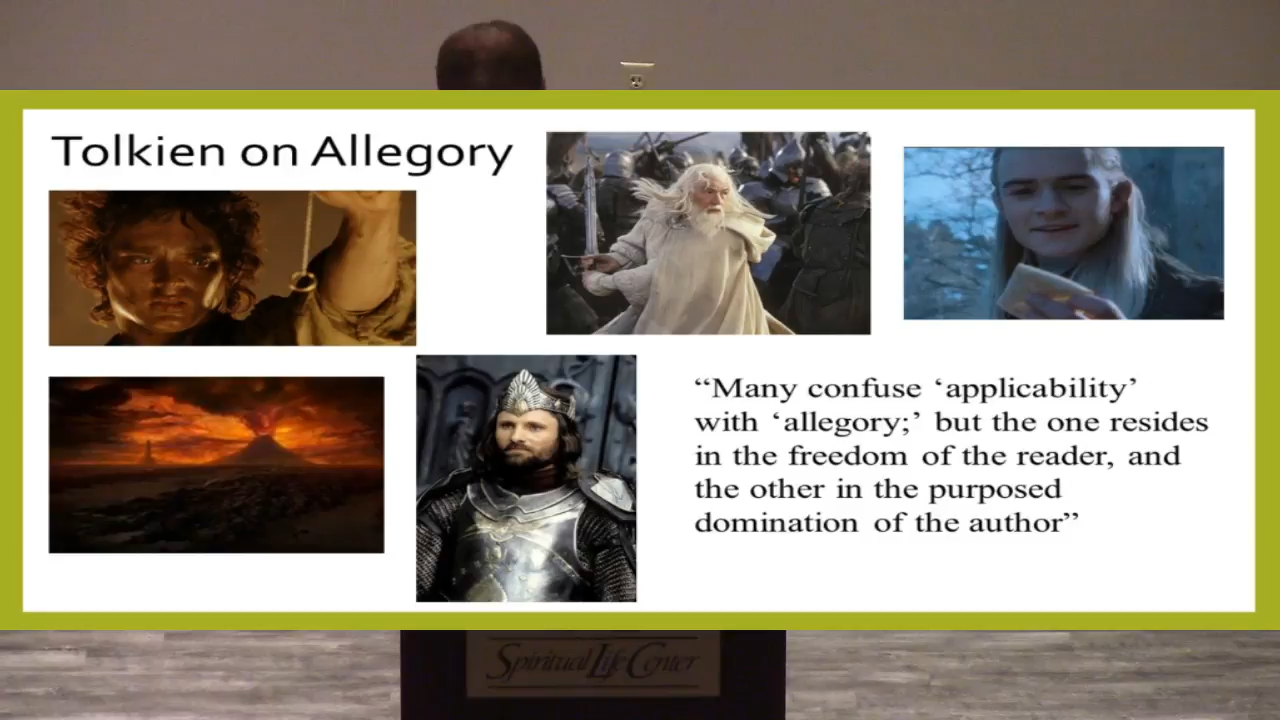 Tolkien on Allegory
“Many confuse ‘applicability’
with ‘allegory;’ but the one resides
in the freedom of the reader, and
the other in the purposed
domination of the author”
Spiritual Life Center